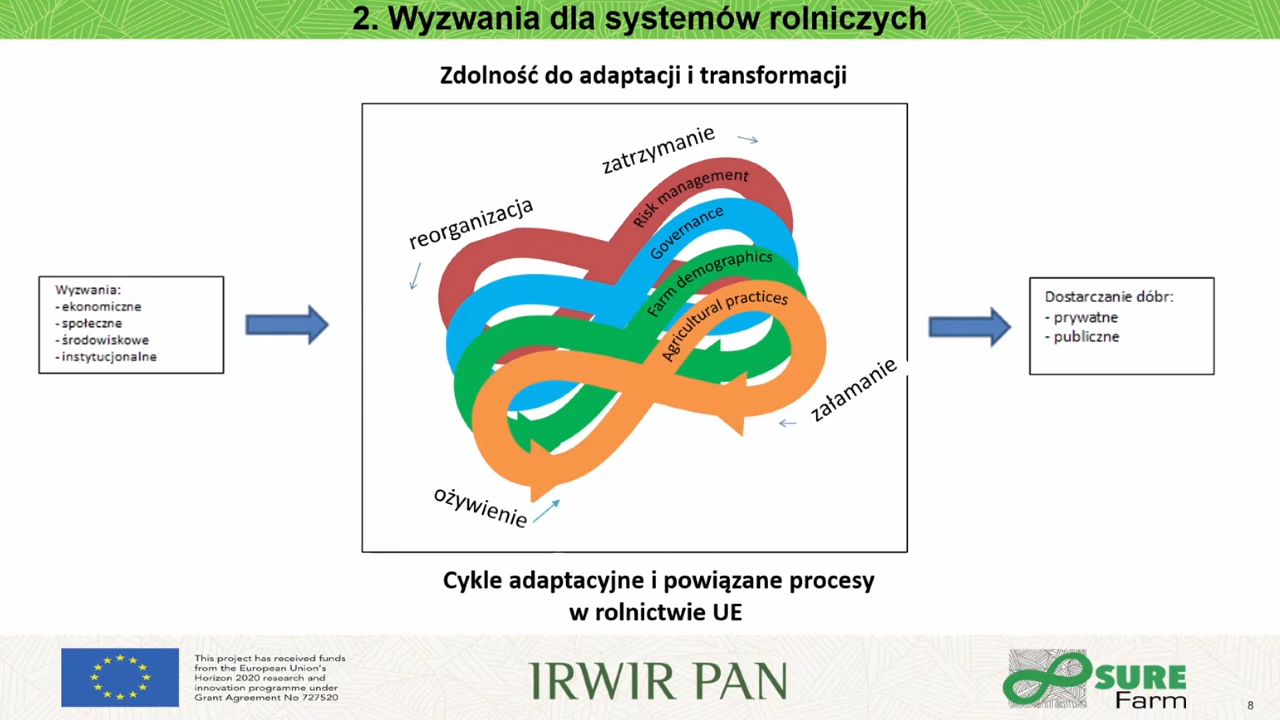 2. Wyzwania dla systemów rolniczych
Zdolność do adaptacji i transformacji
zatrzymanie
reorganizacja
Risk management
Governance
Farm demographics
Agricultural practices
Wyzwania:
- ekonomiczne
- społeczne
- środowiskowe
- instytucjonalne
Dostarczanie dóbr:
- prywatne
- publiczne
załamanie
ożywienie
Cykle adaptacyjne i powiązane procesy
w rolnictwie UE
This project has received funds
from the European Union's
Horizon 2020 research and
innovation programme under
Grant Agreement No 727520
IRWIR PAN
SURE
Farm
8